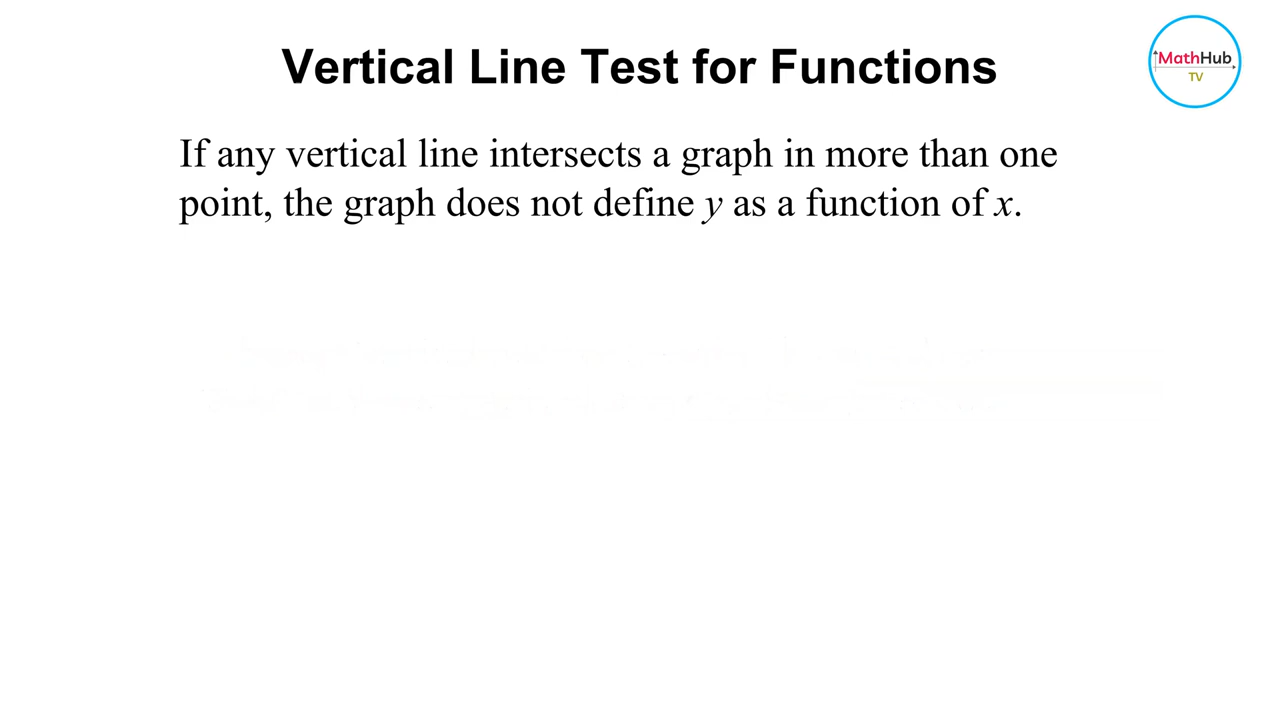 Vertical Line Test for Functions
MathHub
TV
If any vertical line intersects a graph in more than one
point, the graph does not define y as a function of x.